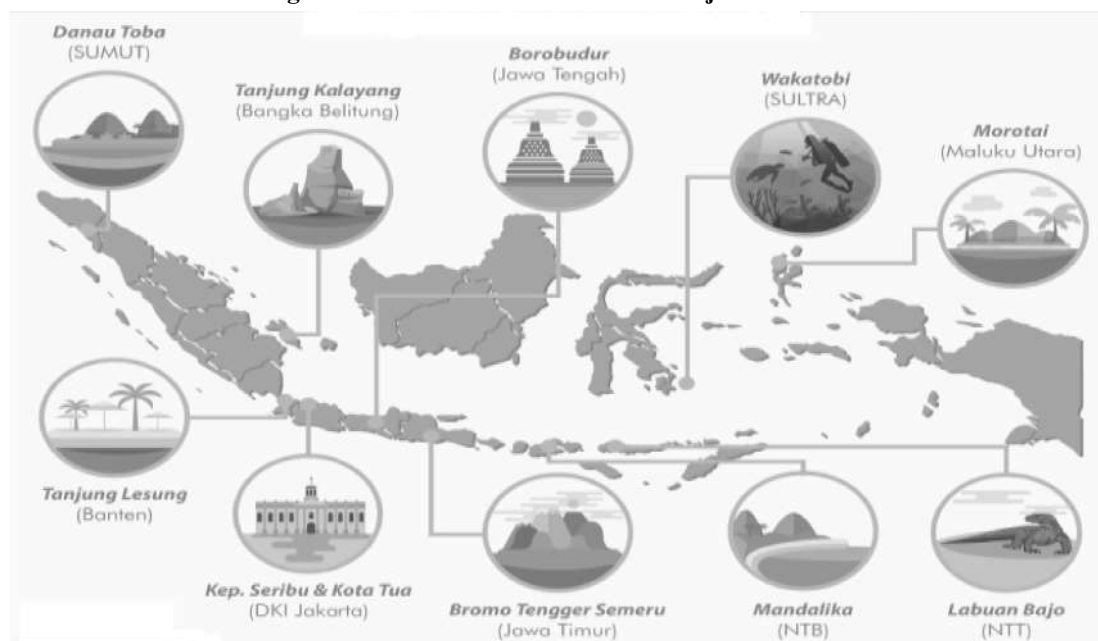 Danau Toba
(SUMUT)
Tanjung Kalayang
(Bangka Belitung)
Borobudur
(Jawa Tengah)
Wakatobi
(SULTRA)
Morotai
(Maluku Utara)
Tanjung Lesung
(Banten)
Kep. Seribu & Kota Tua
(DKI Jakarta)
Bromo Tengger Semeru
(Jawa Timur)
Mandalika
(NTB)
Labuan Bajo
(NTT)